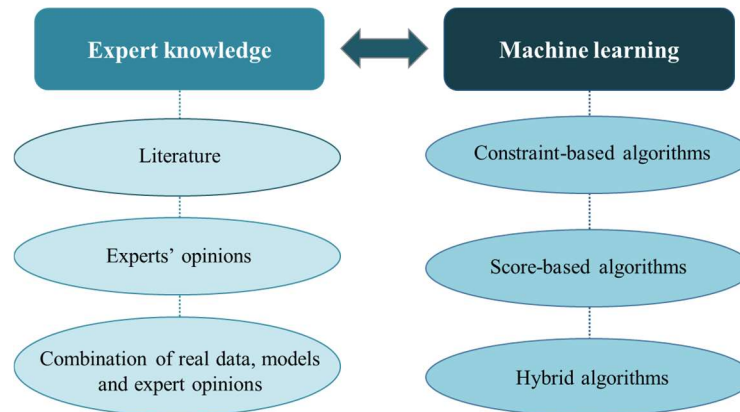 Expert knowledge
Literature
Experts' opinions
Combination of real data, models
and expert opinions
Machine learning
Constraint-based algorithms
Score-based algorithms
Hybrid algorithms